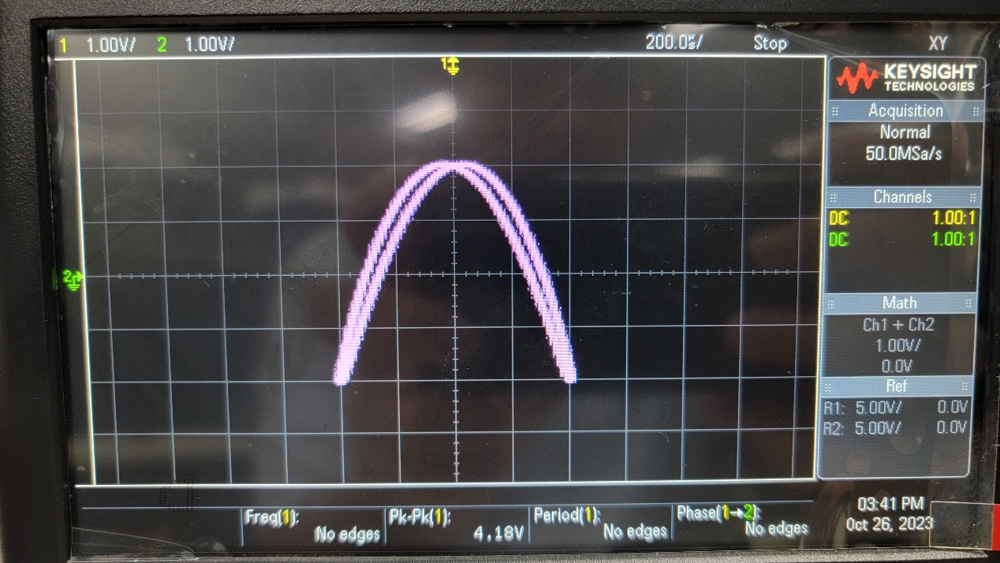 1 1.00V/ 2 1.00V/ 200.0us/ Stop XY
1
KEYSIGHT
TECHNOLOGIES
Acquisition
Normal
50.0MSa/s
Channels
DC 1.00:1
DC 1.00:1
2
Math
Ch1 + Ch2
1.00V/
0.0V
Ref
R1: 5.00V/ 0.0V
R2: 5.00V/ 0.0V
Freq(1): Pk-Pk(1): Period(1): Phase(1→2):
No edges 4.18V No edges No edges
03:41 PM
Oct 26, 2023